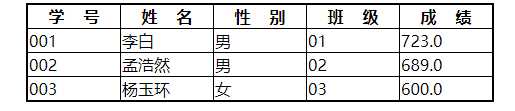 学 号 姓 名 性 别 班 级 成 绩
001 李白 男 01 723.0
002 孟浩然 男 02 689.0
003 杨玉环 女 03 600.0